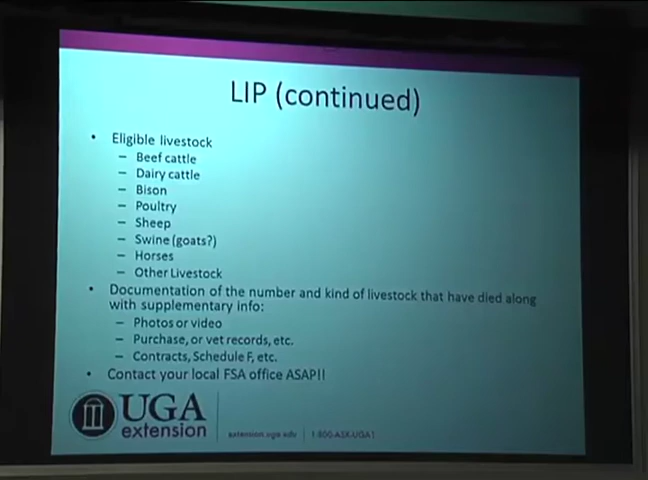 LIP (continued)
• Eligible livestock
– Beef cattle
– Dairy cattle
– Bison
– Poultry
– Sheep
– Swine (goats?)
– Horses
– Other Livestock
• Documentation of the number and kind of livestock that have died along
with supplementary info:
– Photos or video
– Purchase, or vet records, etc.
– Contracts, Schedule F, etc.
• Contact your local FSA office ASAP!!
UGA
extension
extension.uga.edu | 1-800-ASK-UGA1